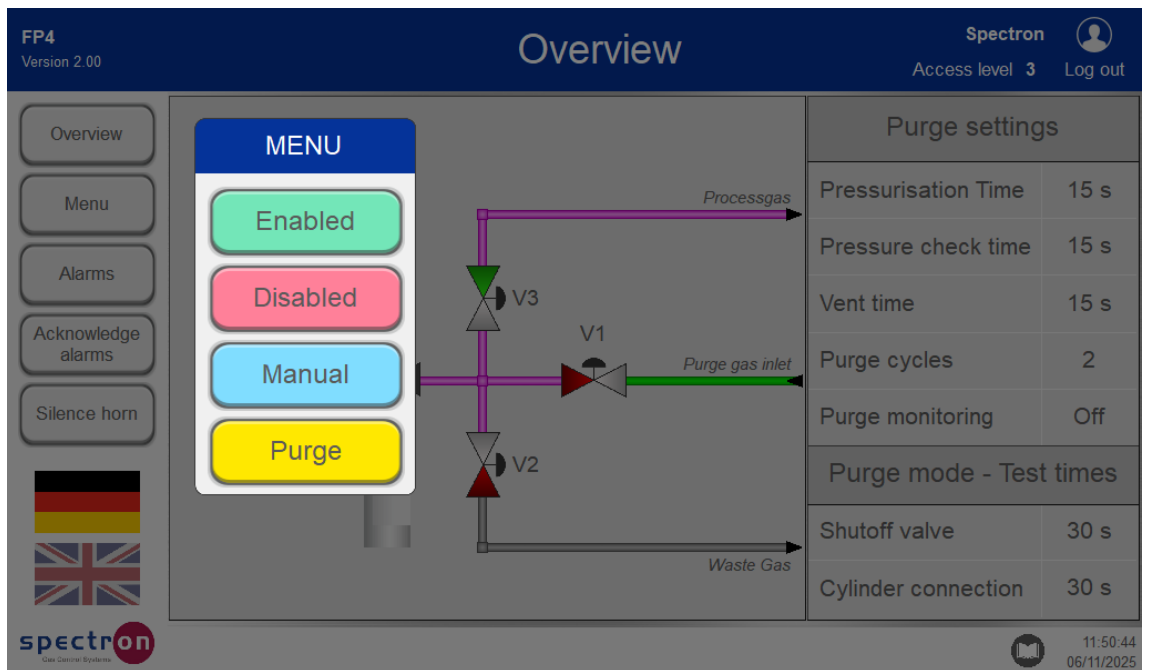 FP4
Version 2.00
Overview
Spectron
Access level 3
Log out
Overview
Menu
Alarms
Acknowledge
alarms
Silence horn
MENU
Enabled
Disabled
Manual
Purge
Processgas
V3
V1
Purge gas inlet
V2
Waste Gas
Purge settings
Pressurisation Time 15 s
Pressure check time 15 s
Vent time 15 s
Purge cycles 2
Purge monitoring Off
Purge mode - Test times
Shutoff valve 30 s
Cylinder connection 30 s
spectron
Gas Control Systems
11:50:44
06/11/2025